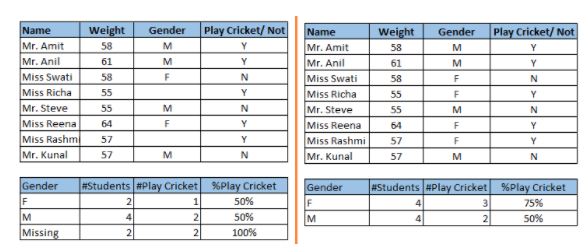 Name Weight Gender Play Cricket/ Not
Mr. Amit 58 M Y
Mr. Anil 61 M Y
Miss Swati 58 F N
Miss Richa 55 Y
Mr. Steve 55 M N
Miss Reena 64 F Y
Miss Rashmi 57 Y
Mr. Kunal 57 M N
Gender #Students #Play Cricket %Play Cricket
F 2 1 50%
M 4 2 50%
Missing 2 2 100%
Name Weight Gender Play Cricket/ Not
Mr. Amit 58 M Y
Mr. Anil 61 M Y
Miss Swati 58 F N
Miss Richa 55 F Y
Mr. Steve 55 M N
Miss Reena 64 F Y
Miss Rashmi 57 F Y
Mr. Kunal 57 M N
Gender #Students #Play Cricket %Play Cricket
F 4 3 75%
M 4 2 50%